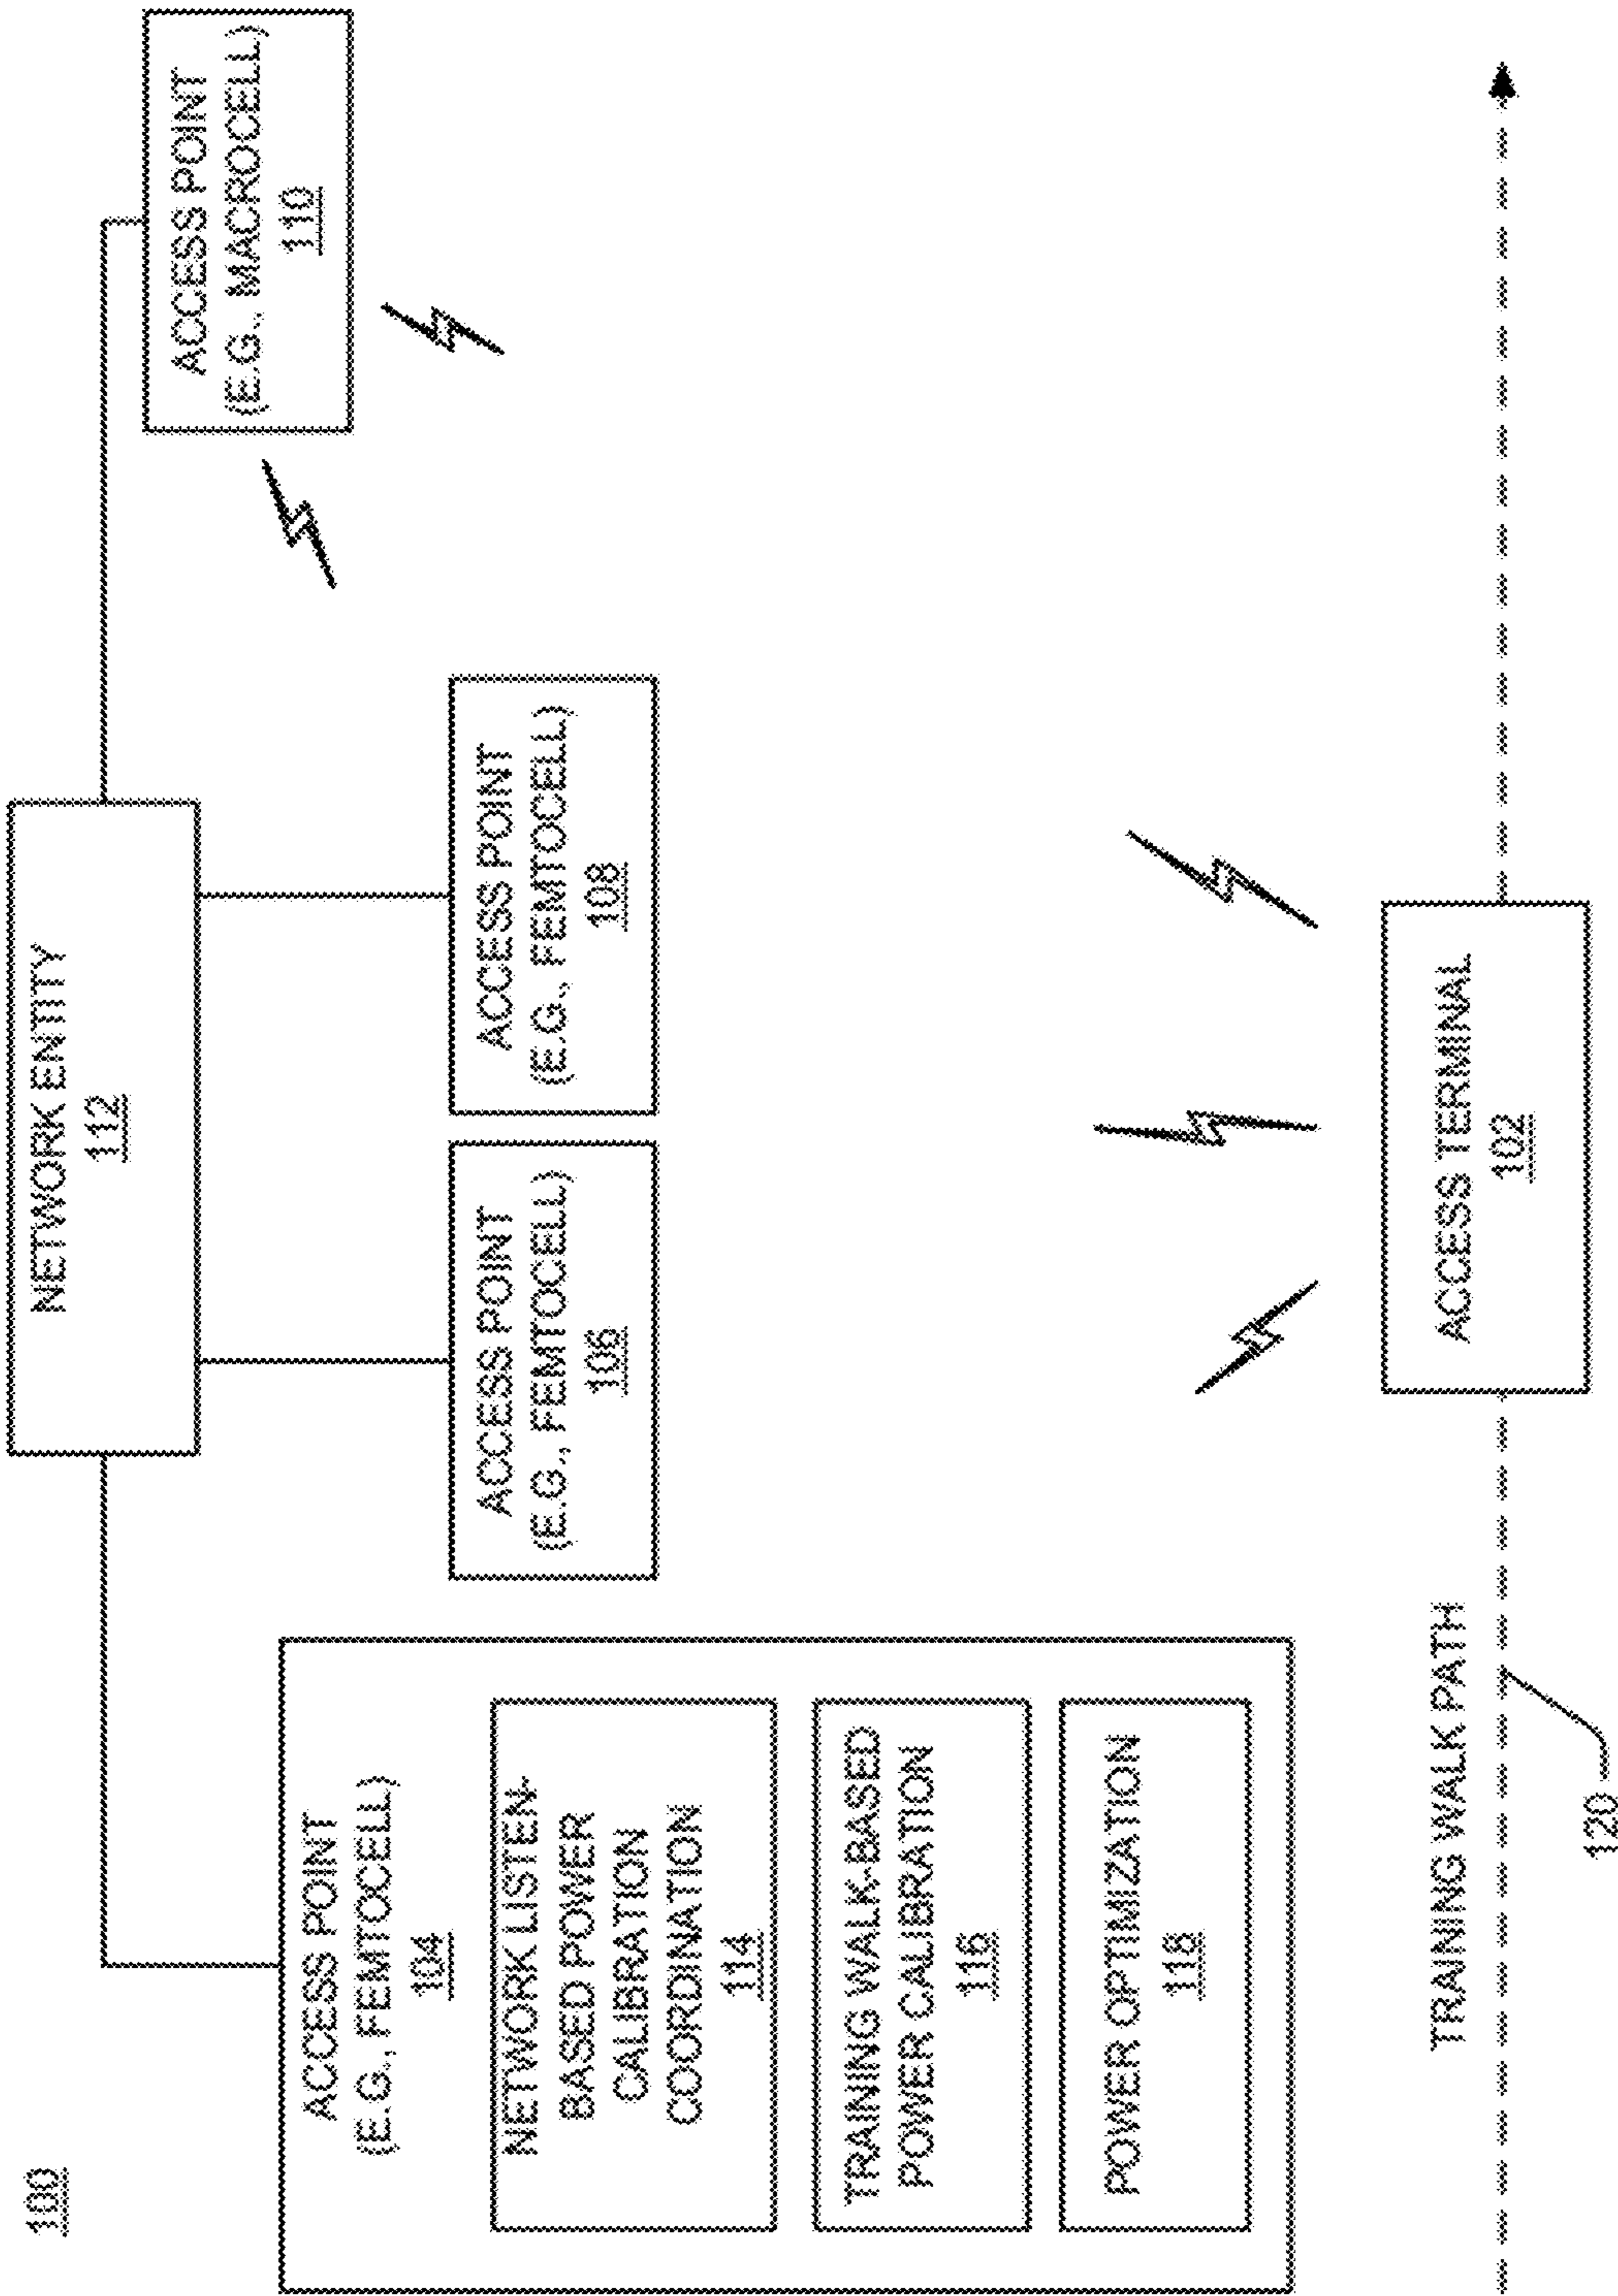 100
NETWORK ENTITY
112
ACCESS POINT
(E.G., MACROCELL)
110
ACCESS POINT
(E.G., FEMTOCELL)
104
NETWORK LISTEN-
BASED POWER
CALIBRATION
COORDINATION
114
TRAINING WALK-BASED
POWER CALIBRATION
116
POWER OPTIMIZATION
118
ACCESS POINT
(E.G., FEMTOCELL)
106
ACCESS POINT
(E.G., FEMTOCELL)
108
TRAINING WALK PATH
120
ACCESS TERMINAL
102